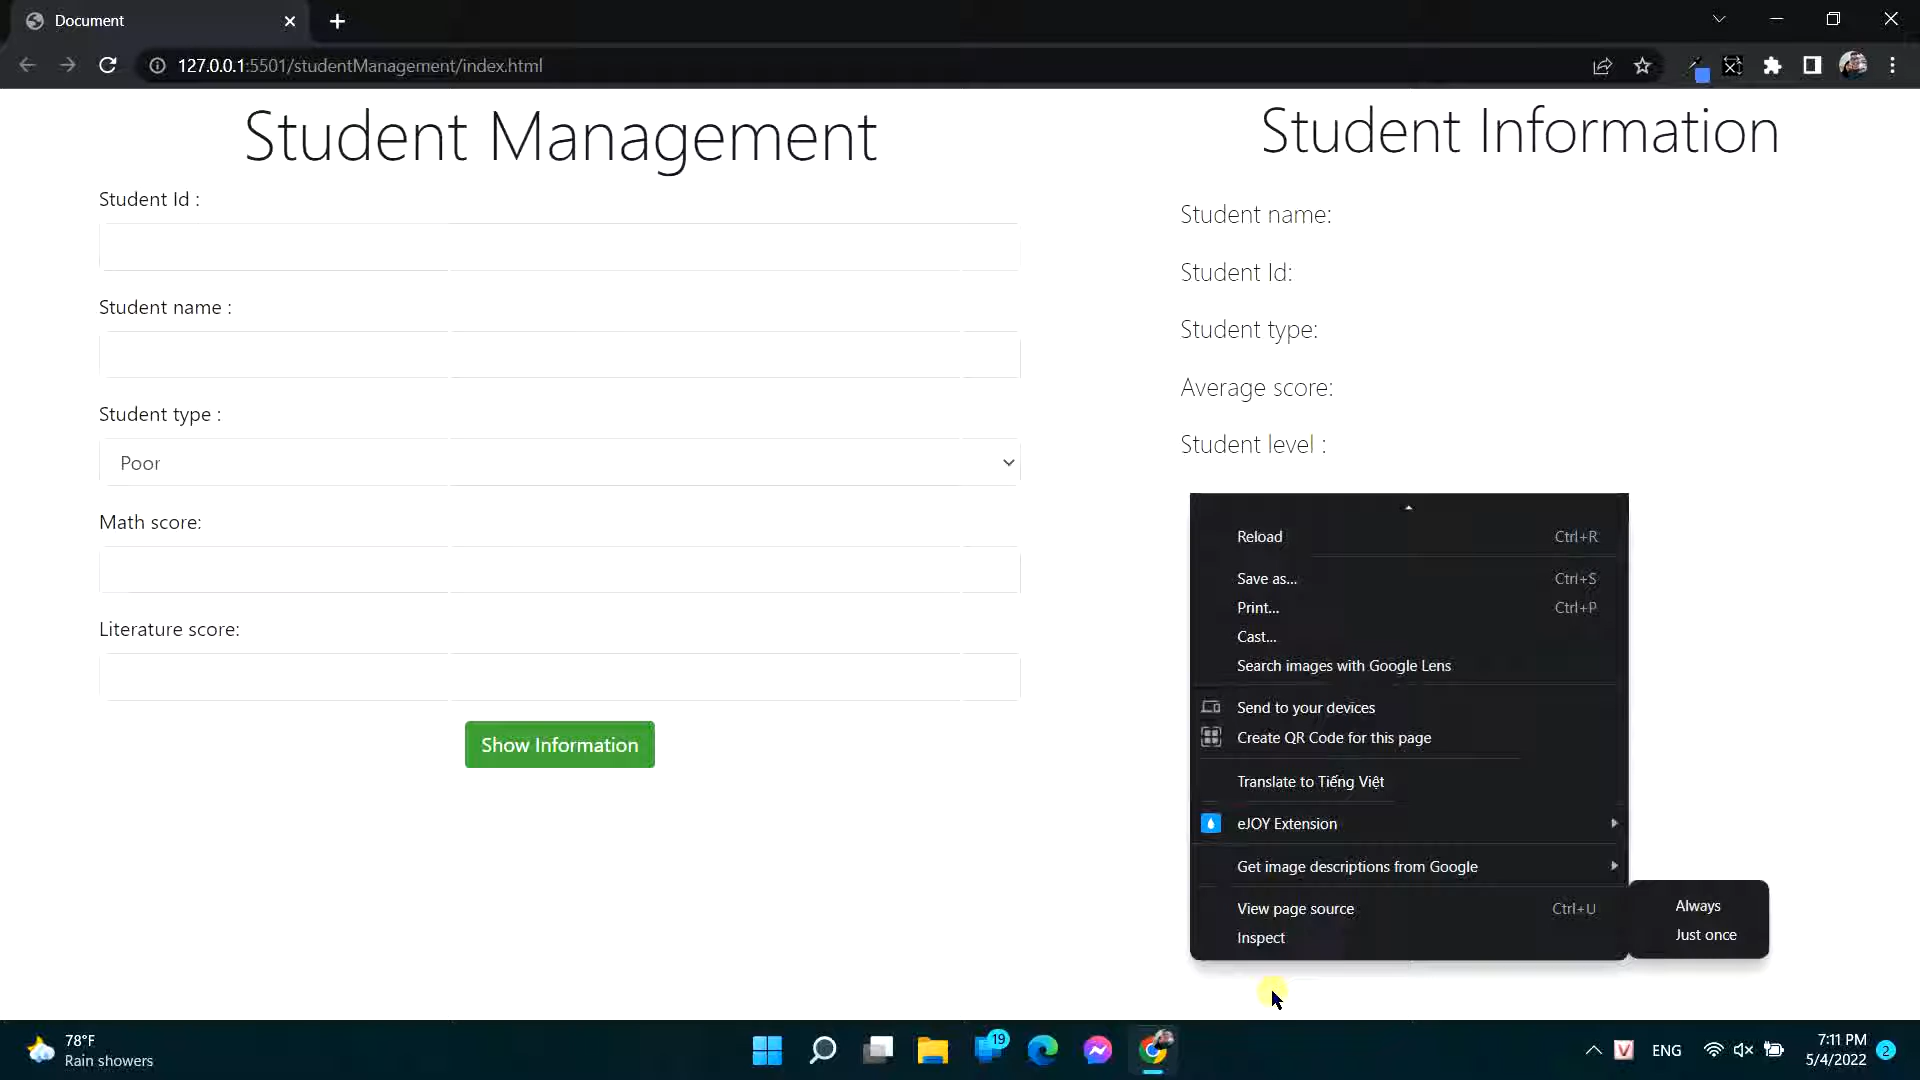 Document
127.0.0.1:5501/studentManagement/index.html
Student Management
Student Id :
Student name :
Student type :
Poor
Math score:
Literature score:
Show Information
Student Information
Student name:
Student Id:
Student type:
Average score:
Student level :
Reload Ctrl+R
Save as... Ctrl+S
Print... Ctrl+P
Cast...
Search images with Google Lens
Send to your devices
Create QR Code for this page
Translate to Tiếng Việt
eJOY Extension
Get image descriptions from Google
View page source Ctrl+U
Inspect
Always
Just once
78°F
Rain showers
19
V
ENG
7:11 PM
5/4/2022
2